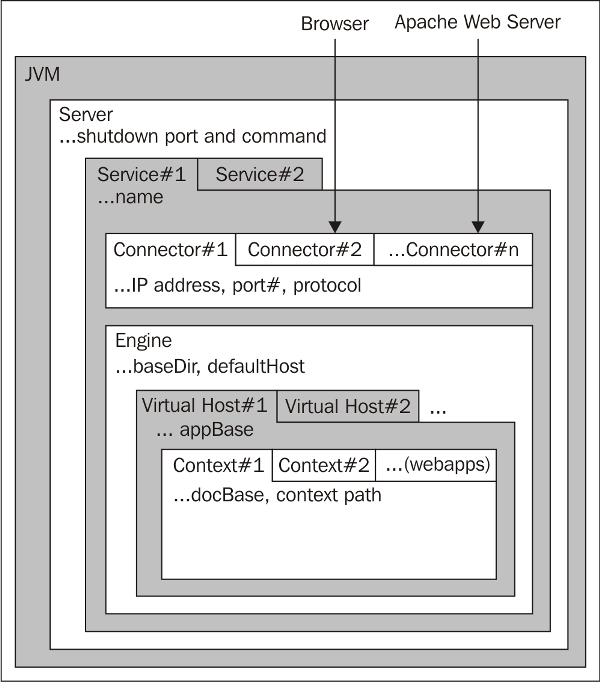 Browser Apache Web Server
JVM
Server
...shutdown port and command
Service#1 Service#2
...name
Connector#1 Connector#2 ...Connector#n
...IP address, port#, protocol
Engine
...baseDir, defaultHost
Virtual Host#1 Virtual Host#2 ...
... appBase
Context#1 Context#2 ...(webapps)
...docBase, context path